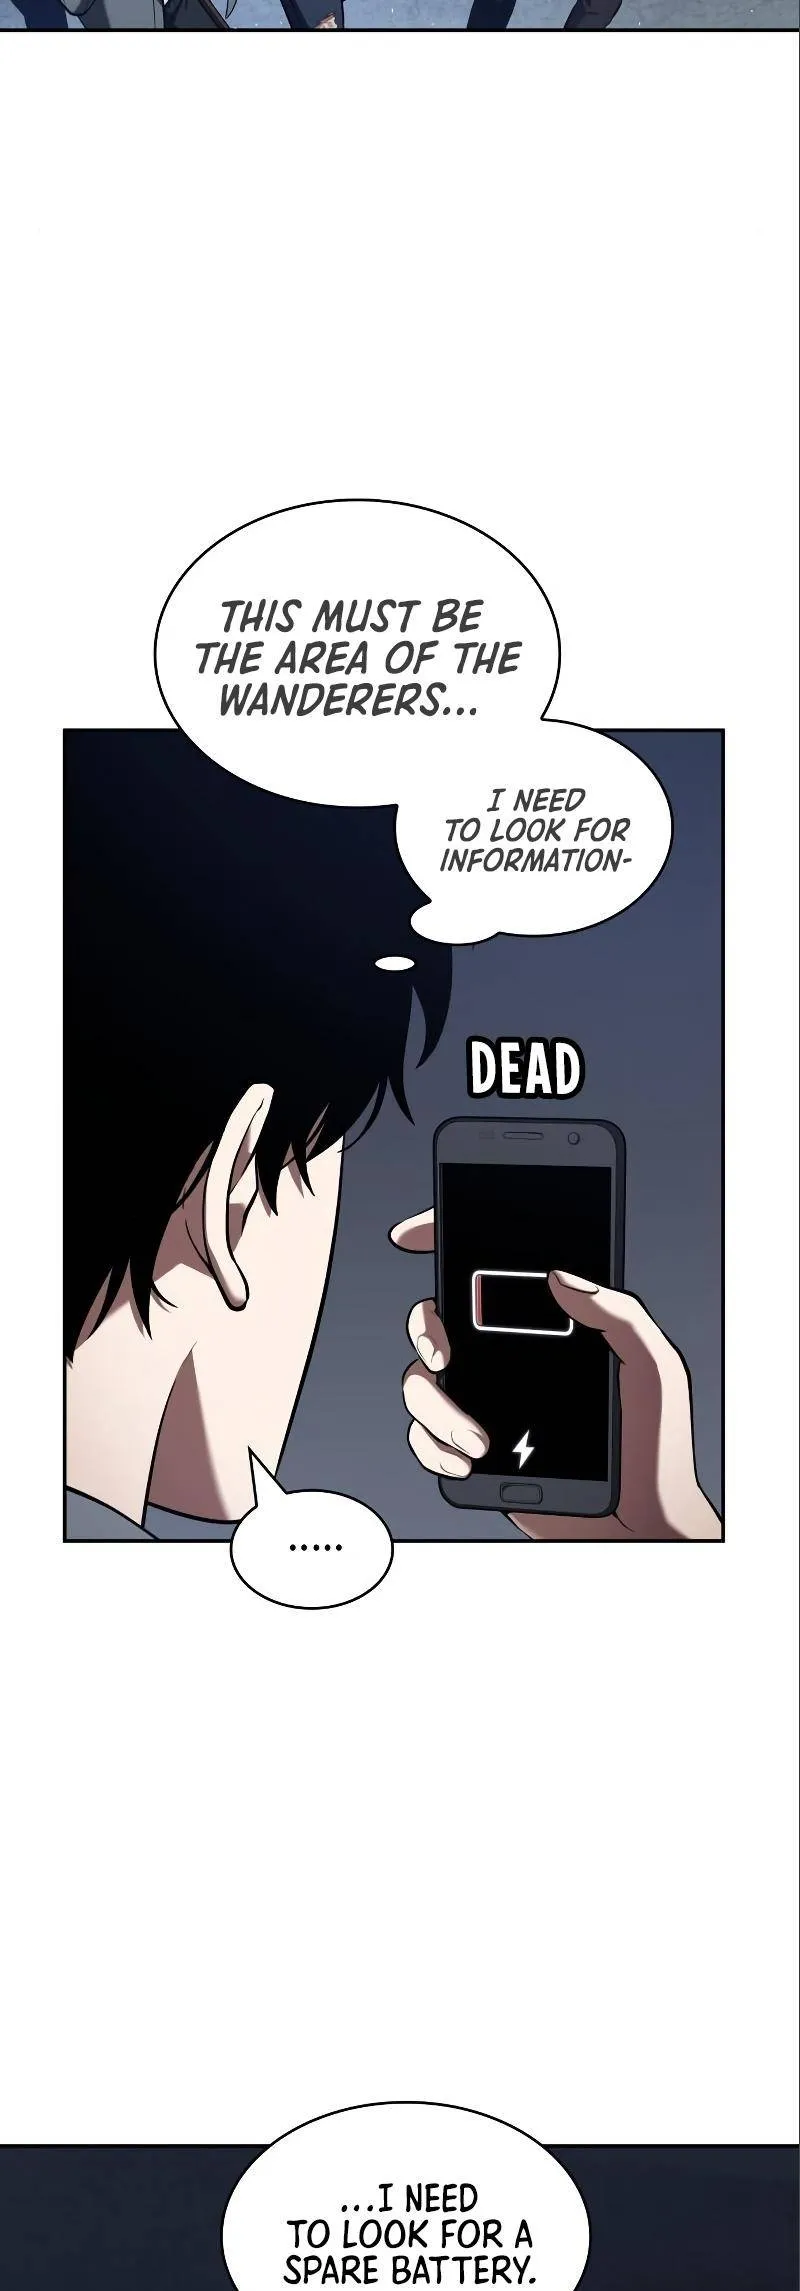 THIS MUST BE
THE AREA OF THE
WANDERERS...
I NEED
TO LOOK FOR
INFORMATION-
DEAD
.....
...I NEED
TO LOOK FOR A
SPARE BATTERY.